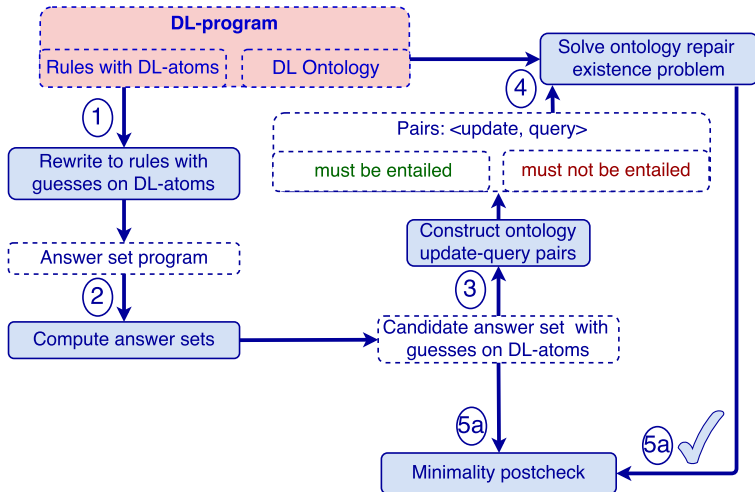 DL-program
Rules with DL-atoms
DL Ontology
1
Rewrite to rules with
guesses on DL-atoms
Answer set program
2
Compute answer sets
Candidate answer set with
guesses on DL-atoms
3
Construct ontology
update-query pairs
Pairs: <update, query>
must be entailed
must not be entailed
4
Solve ontology repair
existence problem
5a
5a
Minimality postcheck